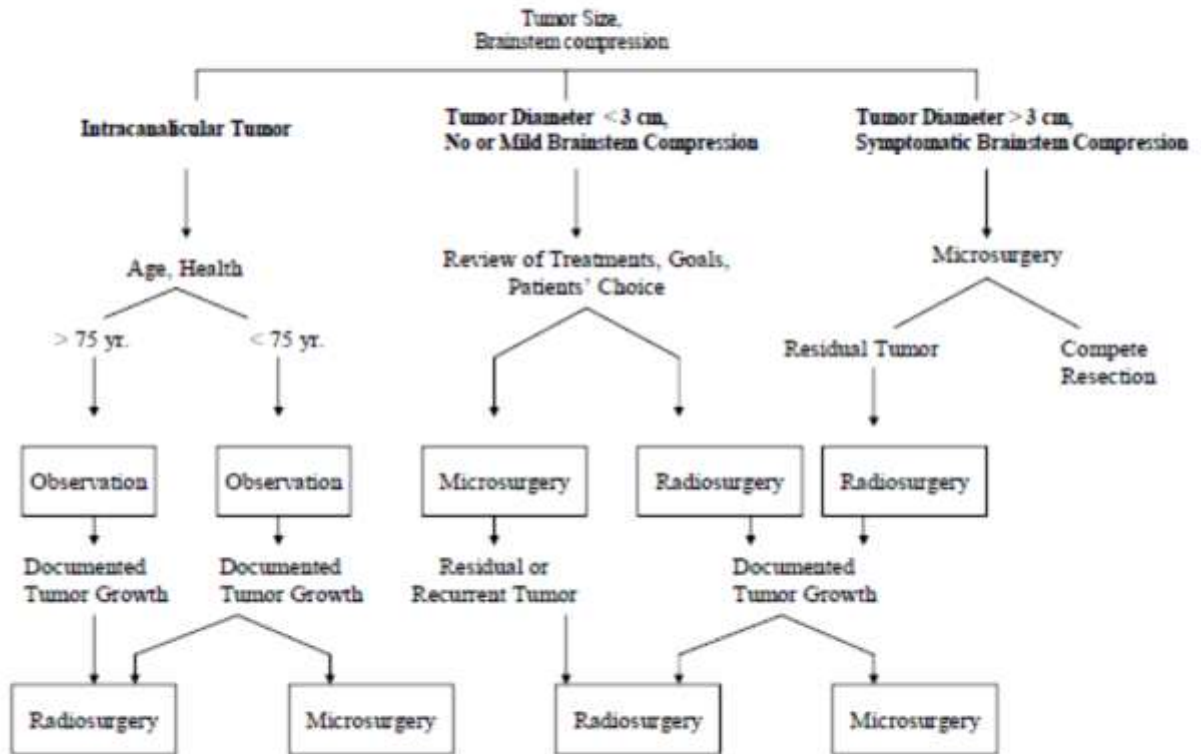 Tumor Size,
Brainstem compression
Intracanalicular Tumor
Tumor Diameter < 3 cm,
No or Mild Brainstem Compression
Tumor Diameter > 3 cm,
Symptomatic Brainstem Compression
Age, Health
Review of Treatments, Goals,
Patients' Choice
Microsurgery
> 75 yr.
< 75 yr.
Residual Tumor
Compete
Resection
Observation
Observation
Microsurgery
Radiosurgery
Radiosurgery
Documented
Tumor Growth
Documented
Tumor Growth
Residual or
Recurrent Tumor
Documented
Tumor Growth
Radiosurgery
Microsurgery
Radiosurgery
Microsurgery